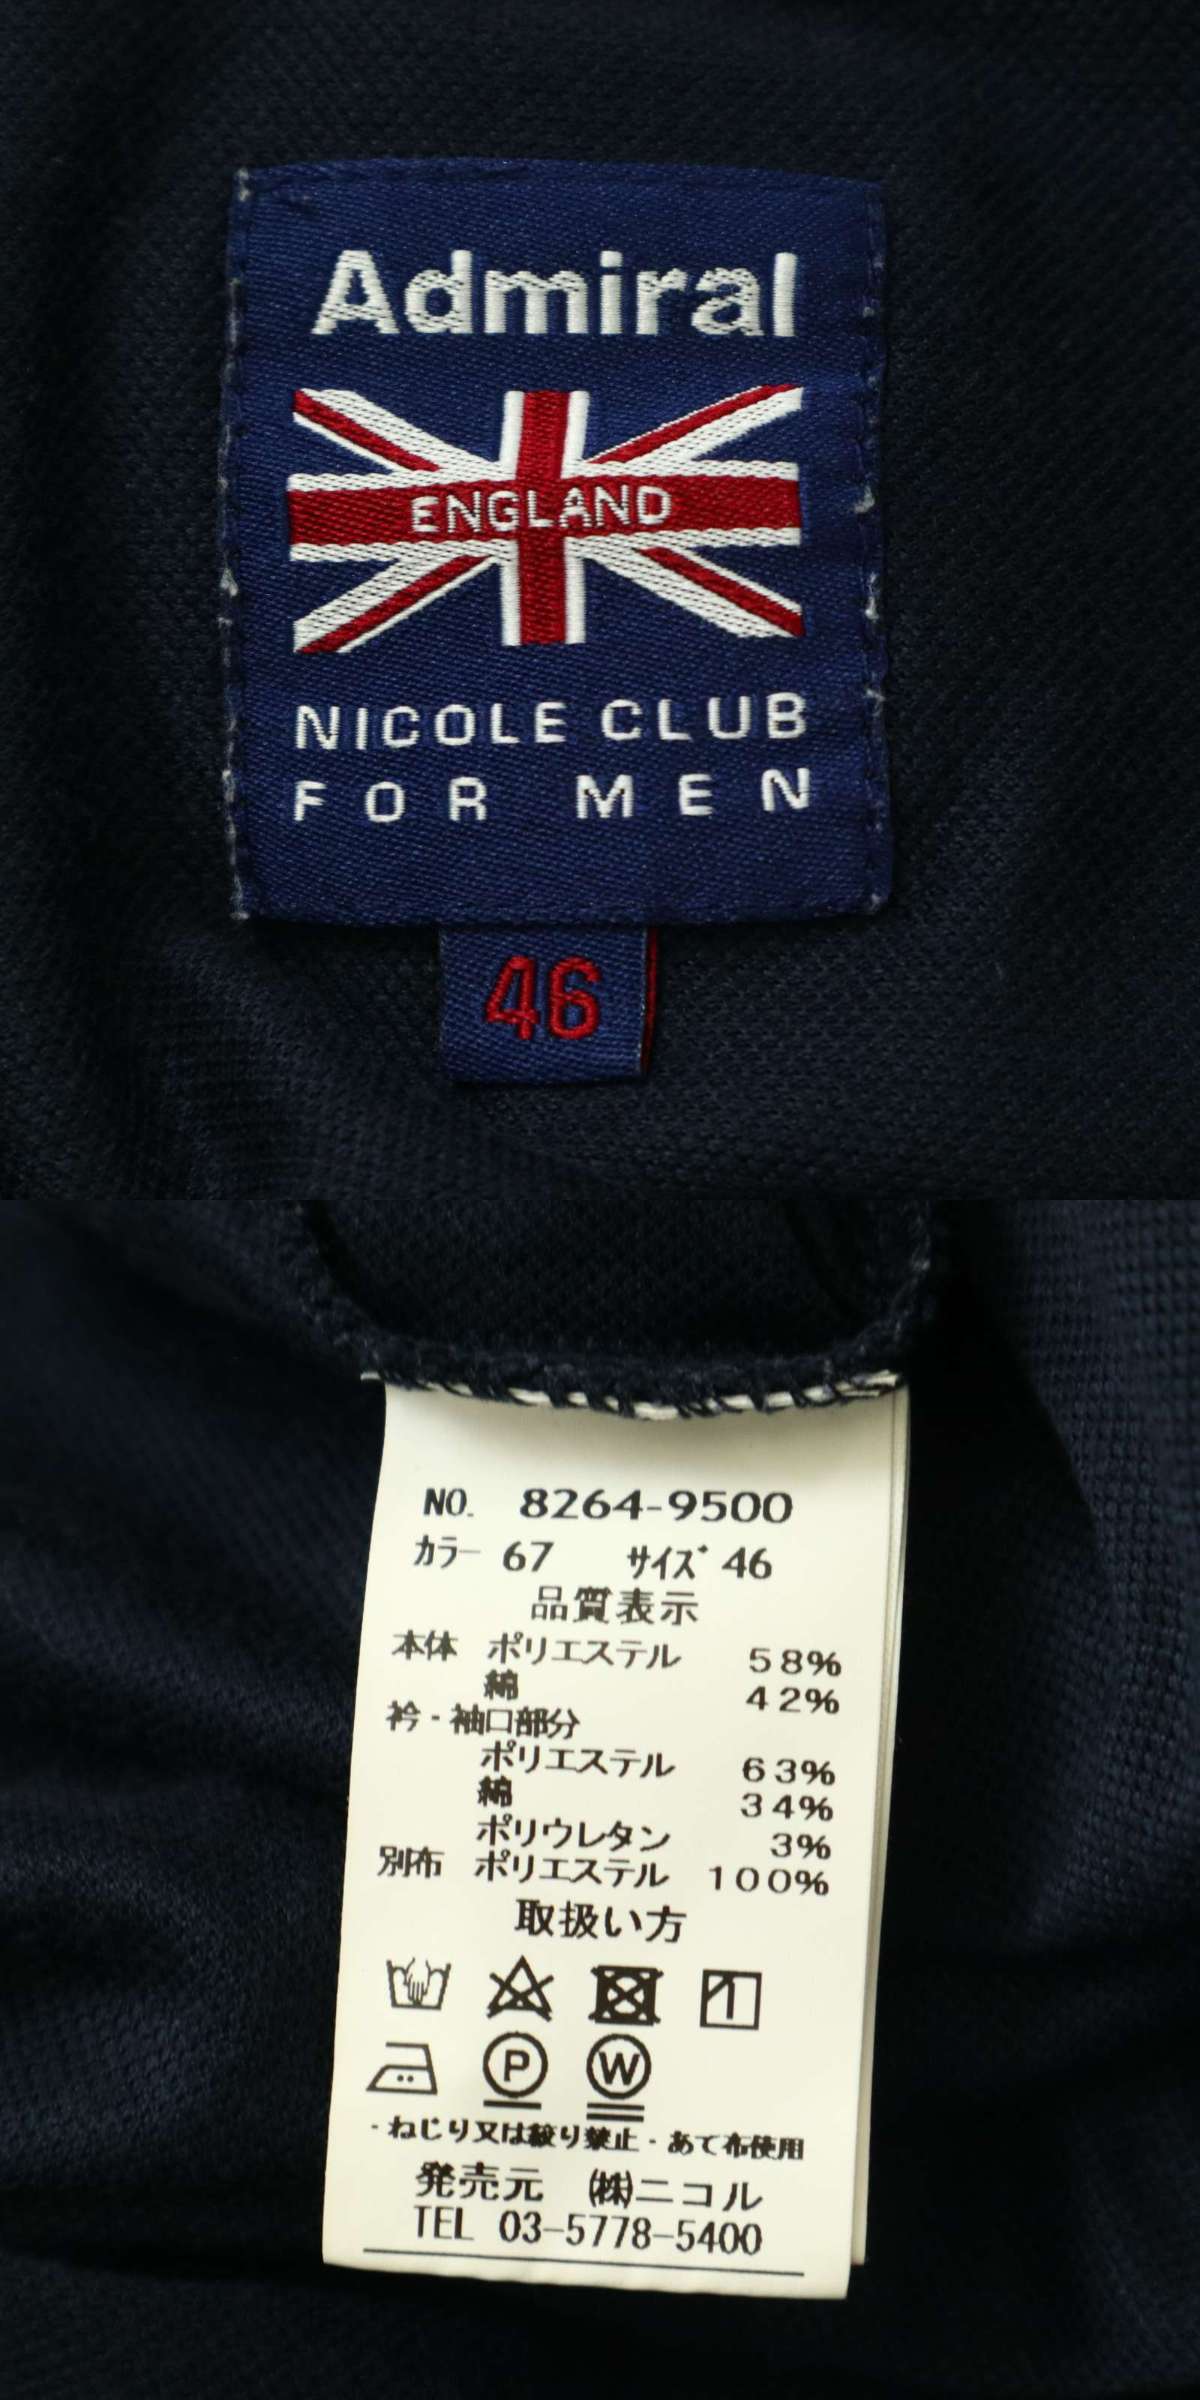 Admiral
ENGLAND
NICOLE CLUB
FOR MEN
46
NO. 8264-9500
カラー 67 サイズ 46
品質表示
本体 ポリエステル 58%
綿 42%
衿・袖口部分
ポリエステル 63%
綿 34%
ポリウレタン 3%
別布 ポリエステル 100%
取扱い方
P W
・ねじり又は絞り禁止・あて布使用
発売元 ㈱ニコル
TEL 03-5778-5400